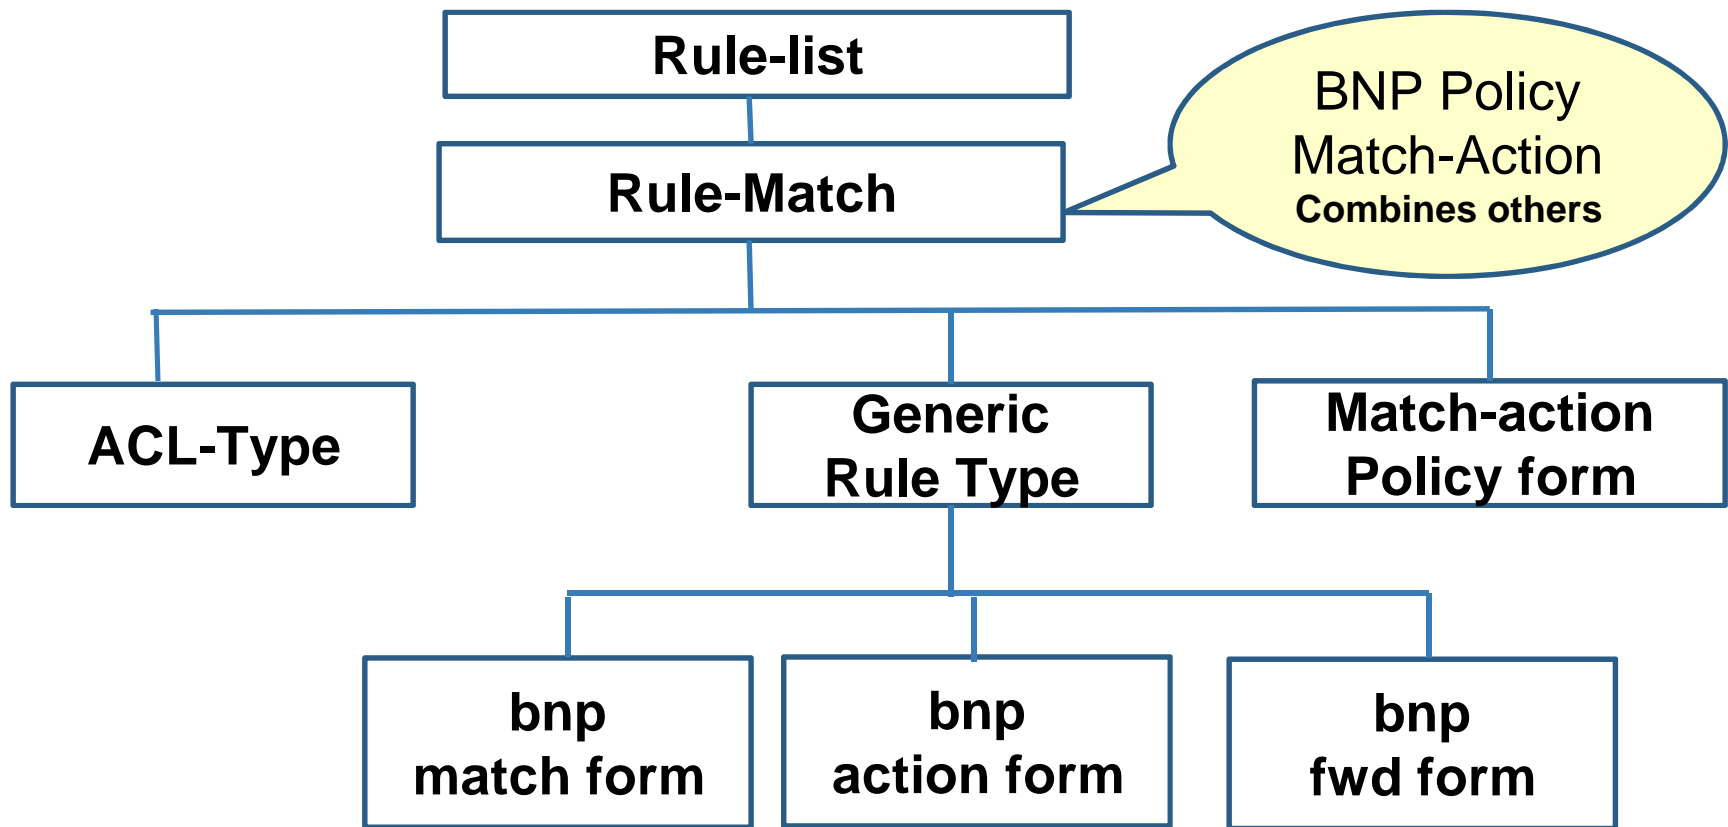 Rule-list
BNP Policy
Match-Action
Combines others
Rule-Match
ACL-Type
Generic
Rule Type
Match-action
Policy form
bnp
match form
bnp
action form
bnp
fwd form